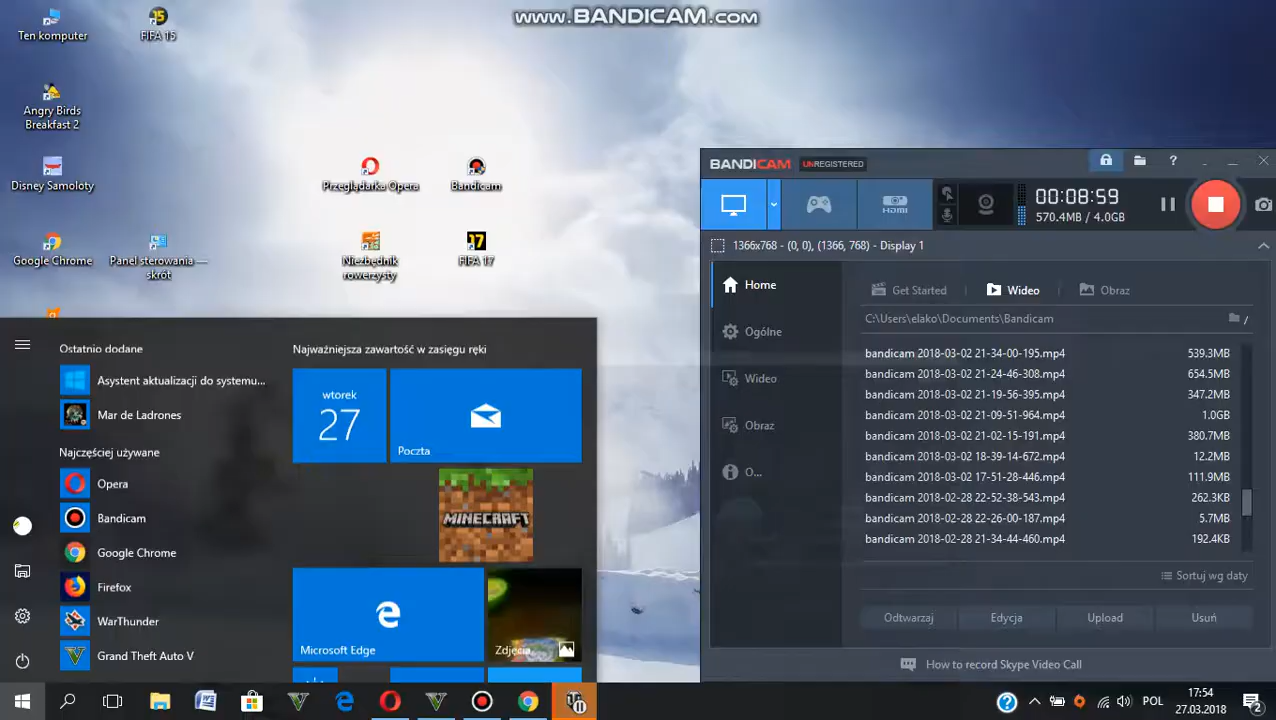 www.BANDICAM.com
Ten komputer
FIFA 15
Angry Birds
Breakfast 2
Disney Samoloty
Przeglądarka Opera
Bandicam
Google Chrome
Panel sterowania —
skrót
Niezbędnik
rowerzysty
FIFA 17
BANDICAM UNREGISTERED
00:08:59
570.4MB / 4.0GB
HDMI
1366x768 - (0, 0), (1366, 768) - Display 1
Home
Ogólne
Wideo
Obraz
O...
Get Started
Video
Obraz
C:\Users\elako\Documents\Bandicam
bandicam 2018-03-02 21-34-00-195.mp4 539.3MB
bandicam 2018-03-02 21-24-46-308.mp4 654.5MB
bandicam 2018-03-02 21-19-56-395.mp4 347.2MB
bandicam 2018-03-02 21-09-51-964.mp4 1.0GB
bandicam 2018-03-02 21-02-15-191.mp4 380.7MB
bandicam 2018-03-02 18-39-14-672.mp4 12.2MB
bandicam 2018-03-02 17-51-28-446.mp4 111.9MB
bandicam 2018-02-28 22-52-38-543.mp4 262.3KB
bandicam 2018-02-28 22-26-00-187.mp4 5.7MB
bandicam 2018-02-28 21-34-44-460.mp4 192.4KB
Sortuj wg daty
Odtwarzaj
Edycja
Upload
Usuń
How to record Skype Video Call
Ostatnio dodane
Asystent aktualizacji do systemu...
Mar de Ladrones
Najczęściej używane
Opera
Bandicam
Google Chrome
Firefox
WarThunder
Grand Theft Auto V
Najważniejsza zawartość w zasięgu ręki
wtorek
27
Poczta
MINECRAFT
Microsoft Edge
Zdjęcia
POL
17:54
27.03.2018
2